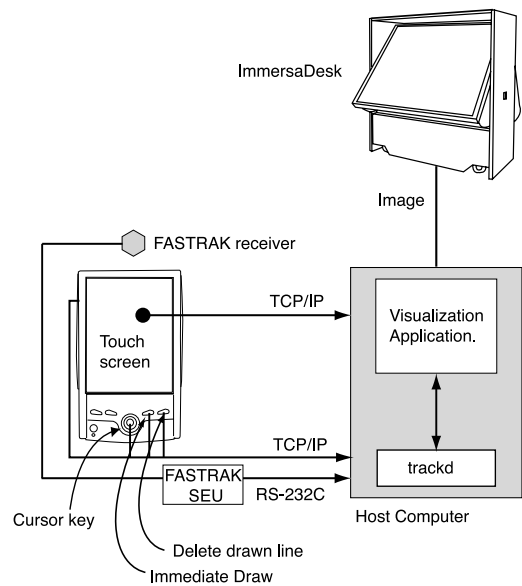 ImmersaDesk
Image
FASTRAK receiver
TCP/IP
Touch
screen
Visualization
Application.
TCP/IP
trackd
FASTRAK
SEU
RS-232C
Host Computer
Cursor key
Delete drawn line
Immediate Draw